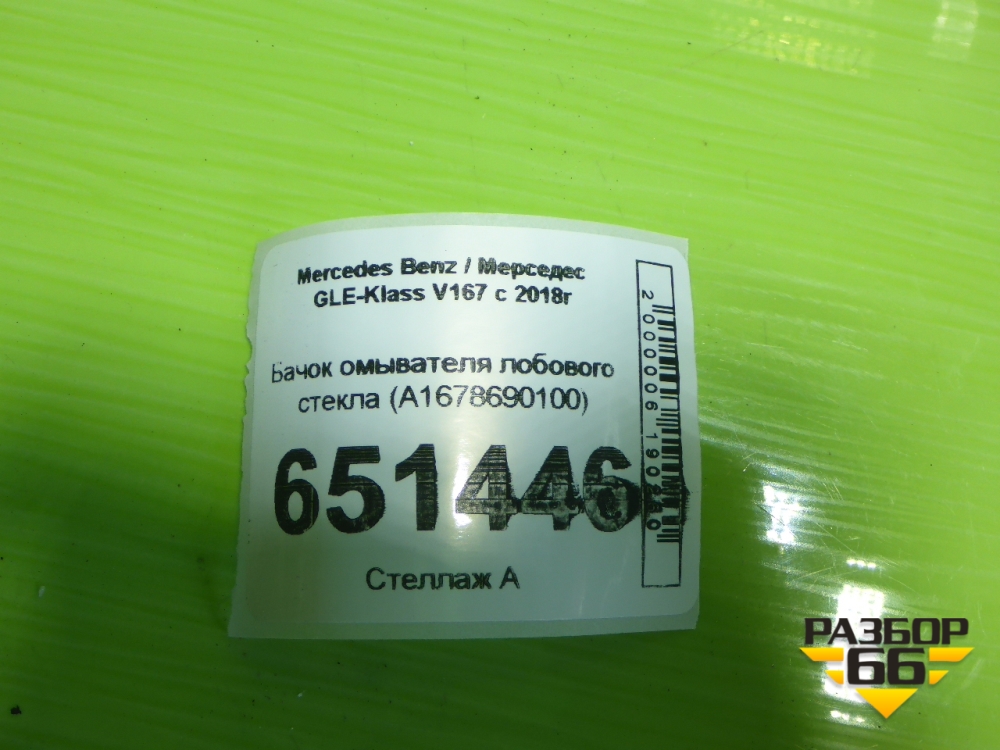 Mercedes Benz / Мерседес
GLE-Klass V167 с 2018г
Бачок омывателя лобового
стекла (A1678690100)
651446
Стеллаж А
РАЗБОР
66